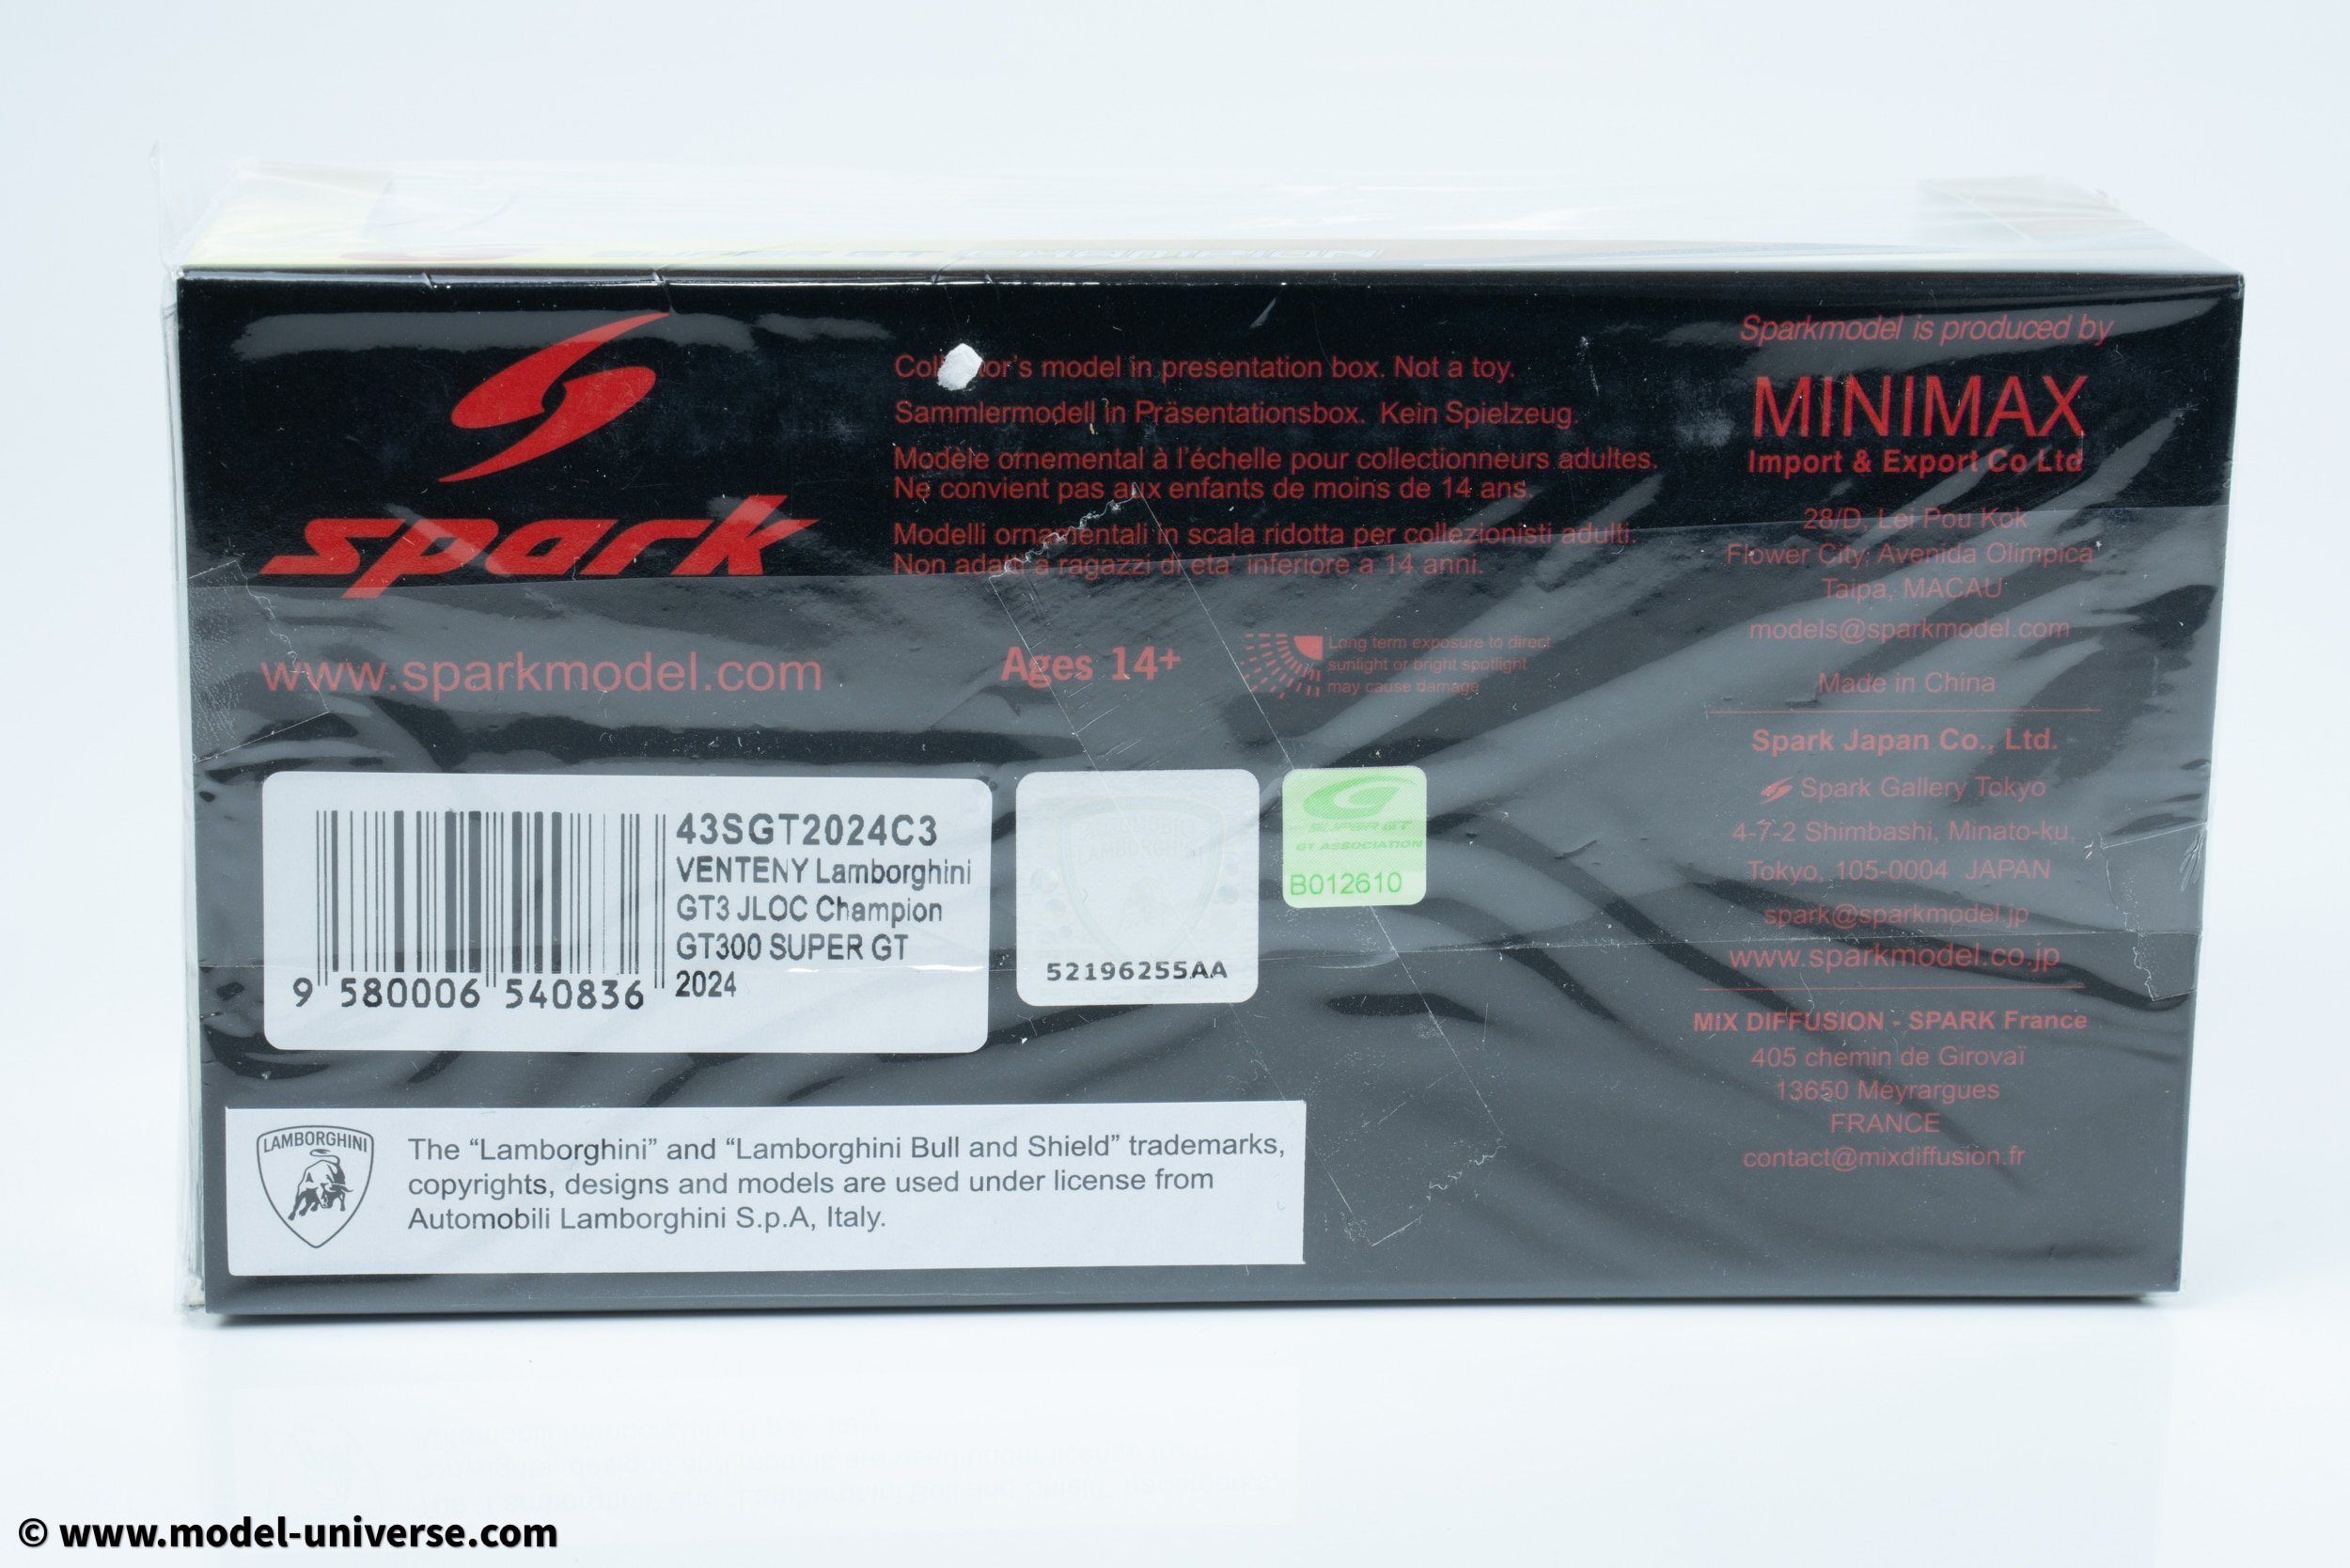 spark
www.sparkmodel.com
Collector's model in presentation box. Not a toy.
Sammlermodell in Präsentationsbox. Kein Spielzeug.
Modèle ornemental à l'échelle pour collectionneurs adultes.
Ne convient pas aux enfants de moins de 14 ans.
Modelli ornamentali in scala ridotta per collezionisti adulti.
Non adatti a ragazzi di eta' inferiore a 14 anni.
Ages 14+
Long term exposure to direct
sunlight or bright spotlight
may cause damage
Sparkmodel is produced by
MINIMAX
Import & Export Co Ltd
28/D, Lei Pou Kok
Flower City, Avenida Olimpica
Taipa, MACAU
models@sparkmodel.com
Made in China
Spark Japan Co., Ltd.
Spark Gallery Tokyo
4-7-2 Shimbashi, Minato-ku,
Tokyo, 105-0004 JAPAN
spark@sparkmodel.jp
www.sparkmodel.co.jp
MIX DIFFUSION - SPARK France
405 chemin de Girovaï
13650 Meyrargues
FRANCE
contact@mixdiffusion.fr
43SGT2024C3
VENTENY Lamborghini
GT3 JLOC Champion
GT300 SUPER GT
2024
9 580006 540836
52196255AA
SUPER GT
GT ASSOCIATION
B012610
LAMBORGHINI
The “Lamborghini” and “Lamborghini Bull and Shield” trademarks,
copyrights, designs and models are used under license from
Automobili Lamborghini S.p.A, Italy.
© www.model-universe.com